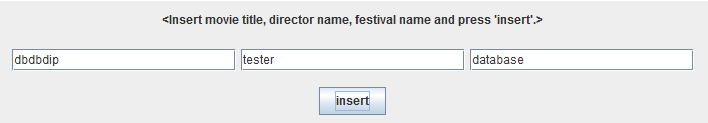 <Insert movie title, director name, festival name and press 'insert'.>
dbdbdip tester database
insert